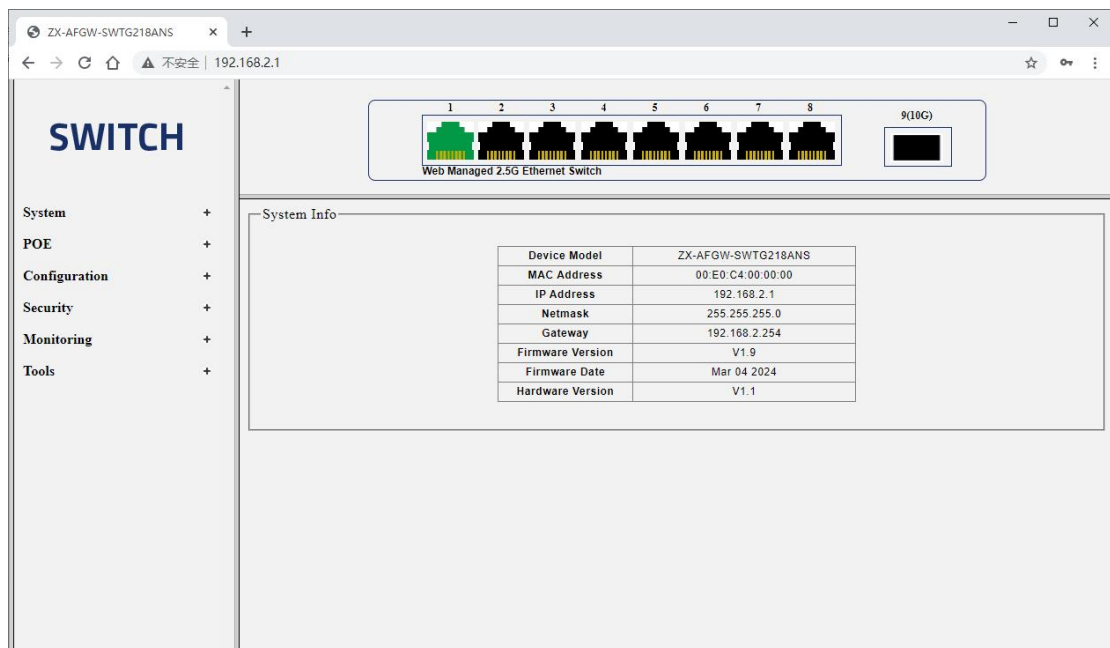 ZX-AFGW-SWTG218ANS
不安全 | 192.168.2.1
SWITCH
System +
POE +
Configuration +
Security +
Monitoring +
Tools +
1 2 3 4 5 6 7 8
9(10G)
Web Managed 2.5G Ethernet Switch
System Info
Device Model ZX-AFGW-SWTG218ANS
MAC Address 00:E0:C4:00:00:00
IP Address 192.168.2.1
Netmask 255.255.255.0
Gateway 192.168.2.254
Firmware Version V1.9
Firmware Date Mar 04 2024
Hardware Version V1.1